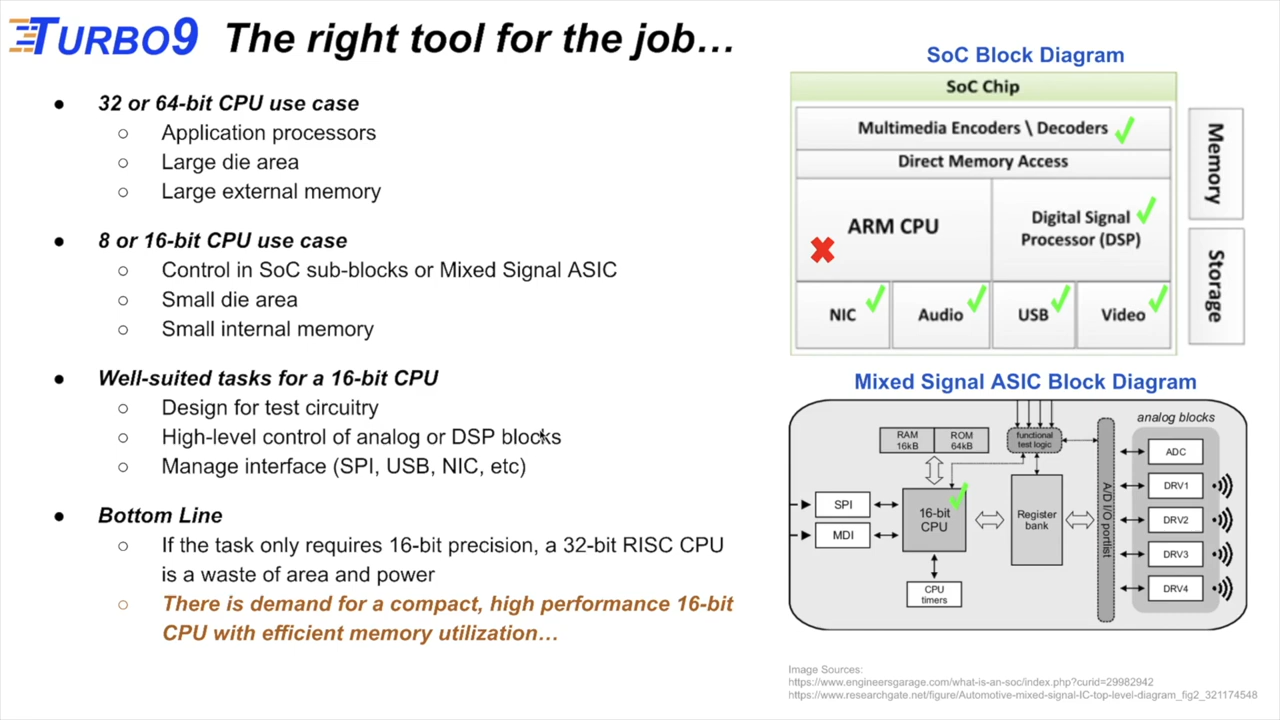 TURBO9
The right tool for the job…
● 32 or 64-bit CPU use case
○ Application processors
○ Large die area
○ Large external memory
● 8 or 16-bit CPU use case
○ Control in SoC sub-blocks or Mixed Signal ASIC
○ Small die area
○ Small internal memory
● Well-suited tasks for a 16-bit CPU
○ Design for test circuitry
○ High-level control of analog or DSP blocks
○ Manage interface (SPI, USB, NIC, etc)
● Bottom Line
○ If the task only requires 16-bit precision, a 32-bit RISC CPU
is a waste of area and power
○ There is demand for a compact, high performance 16-bit
CPU with efficient memory utilization…
SoC Block Diagram
SoC Chip
Multimedia Encoders \ Decoders
Direct Memory Access
ARM CPU
Digital Signal
Processor (DSP)
NIC
Audio
USB
Video
Memory
Storage
Mixed Signal ASIC Block Diagram
RAM
16kB
ROM
64kB
functional
test logic
analog blocks
SPI
MDI
16-bit
CPU
CPU
timers
Register
bank
A/D I/O portlist
ADC
DRV1
DRV2
DRV3
DRV4
Image Sources:
https://www.engineersgarage.com/what-is-an-soc/index.php?curid=29982942
https://www.researchgate.net/figure/Automotive-mixed-signal-IC-top-level-diagram_fig2_321174548